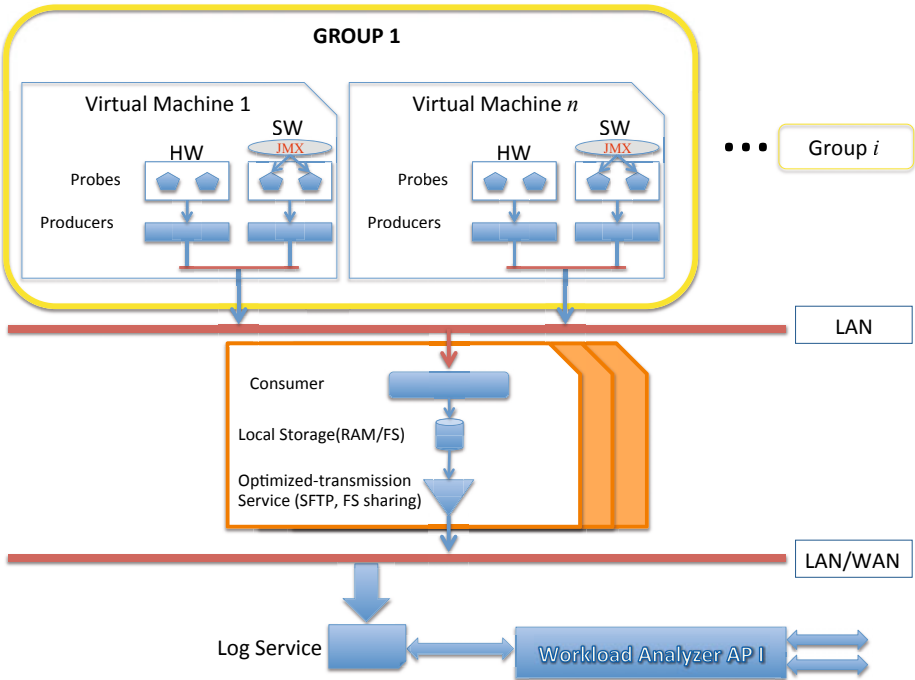 GROUP 1
Virtual Machine 1
SW
JMX
HW
Probes
Producers
Virtual Machine n
SW
JMX
HW
Probes
Producers
Group i
LAN
Consumer
Local Storage(RAM/FS)
Optimized-transmission
Service (SFTP, FS sharing)
LAN/WAN
Log Service
Workload Analyzer AP I